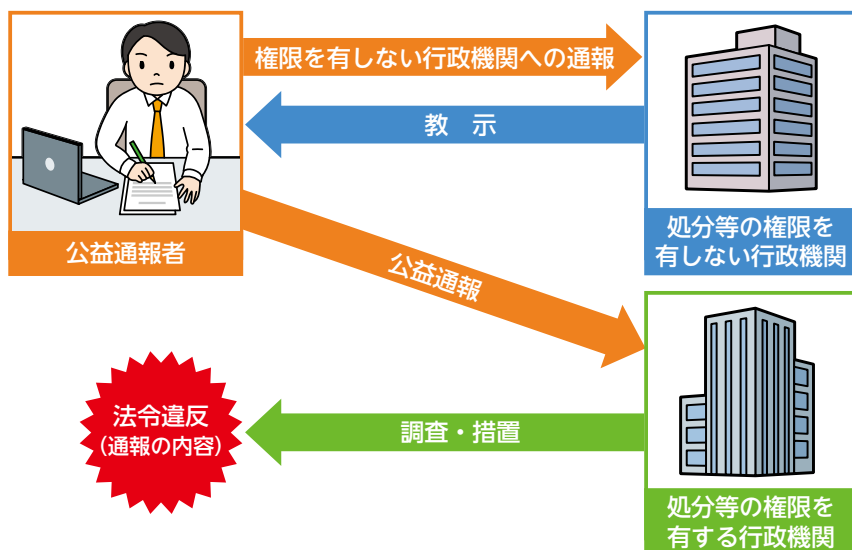 権限を有しない行政機関への通報
教　示
公益通報者
処分等の権限を
有しない行政機関
公益通報
法令違反
（通報の内容）
調査・措置
処分等の権限を
有する行政機関